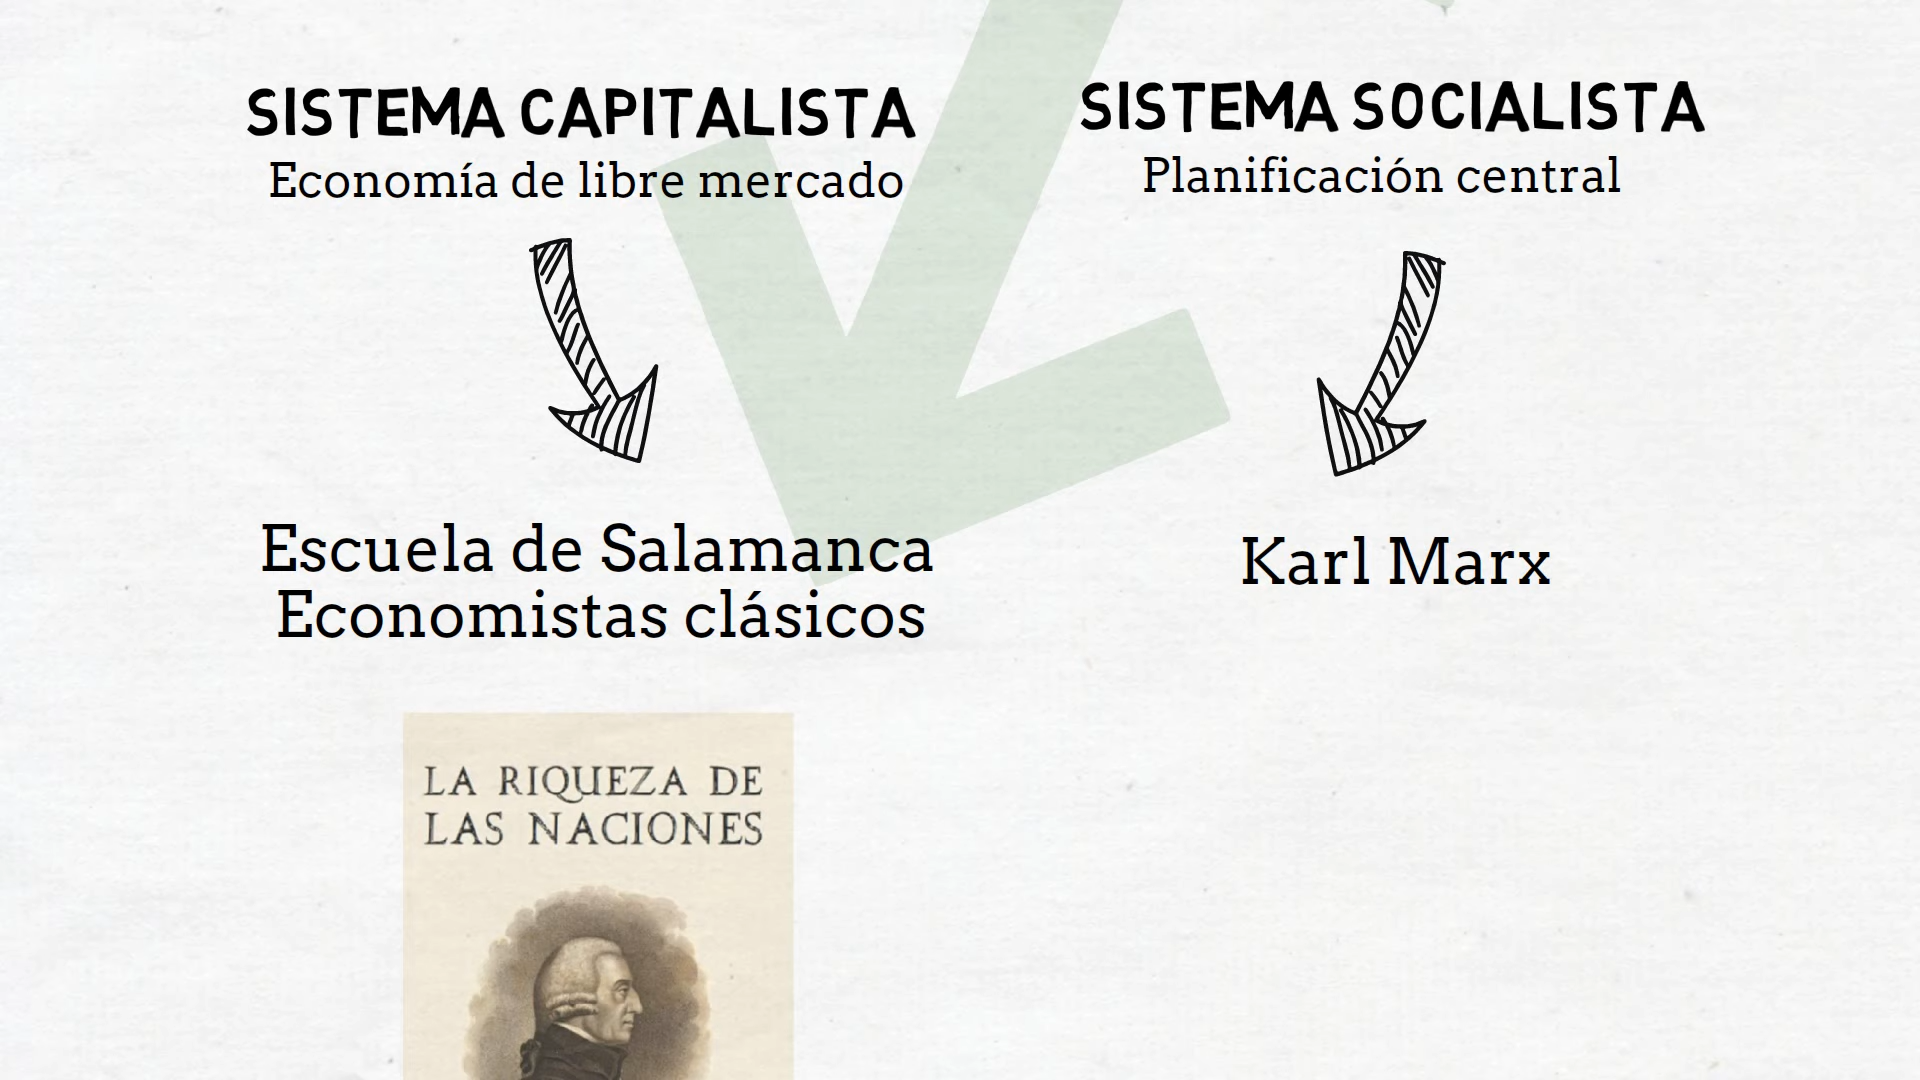 SISTEMA CAPITALISTA
Economía de libre mercado
Escuela de Salamanca
Economistas clásicos
LA RIQUEZA DE
LAS NACIONES
SISTEMA SOCIALISTA
Planificación central
Karl Marx